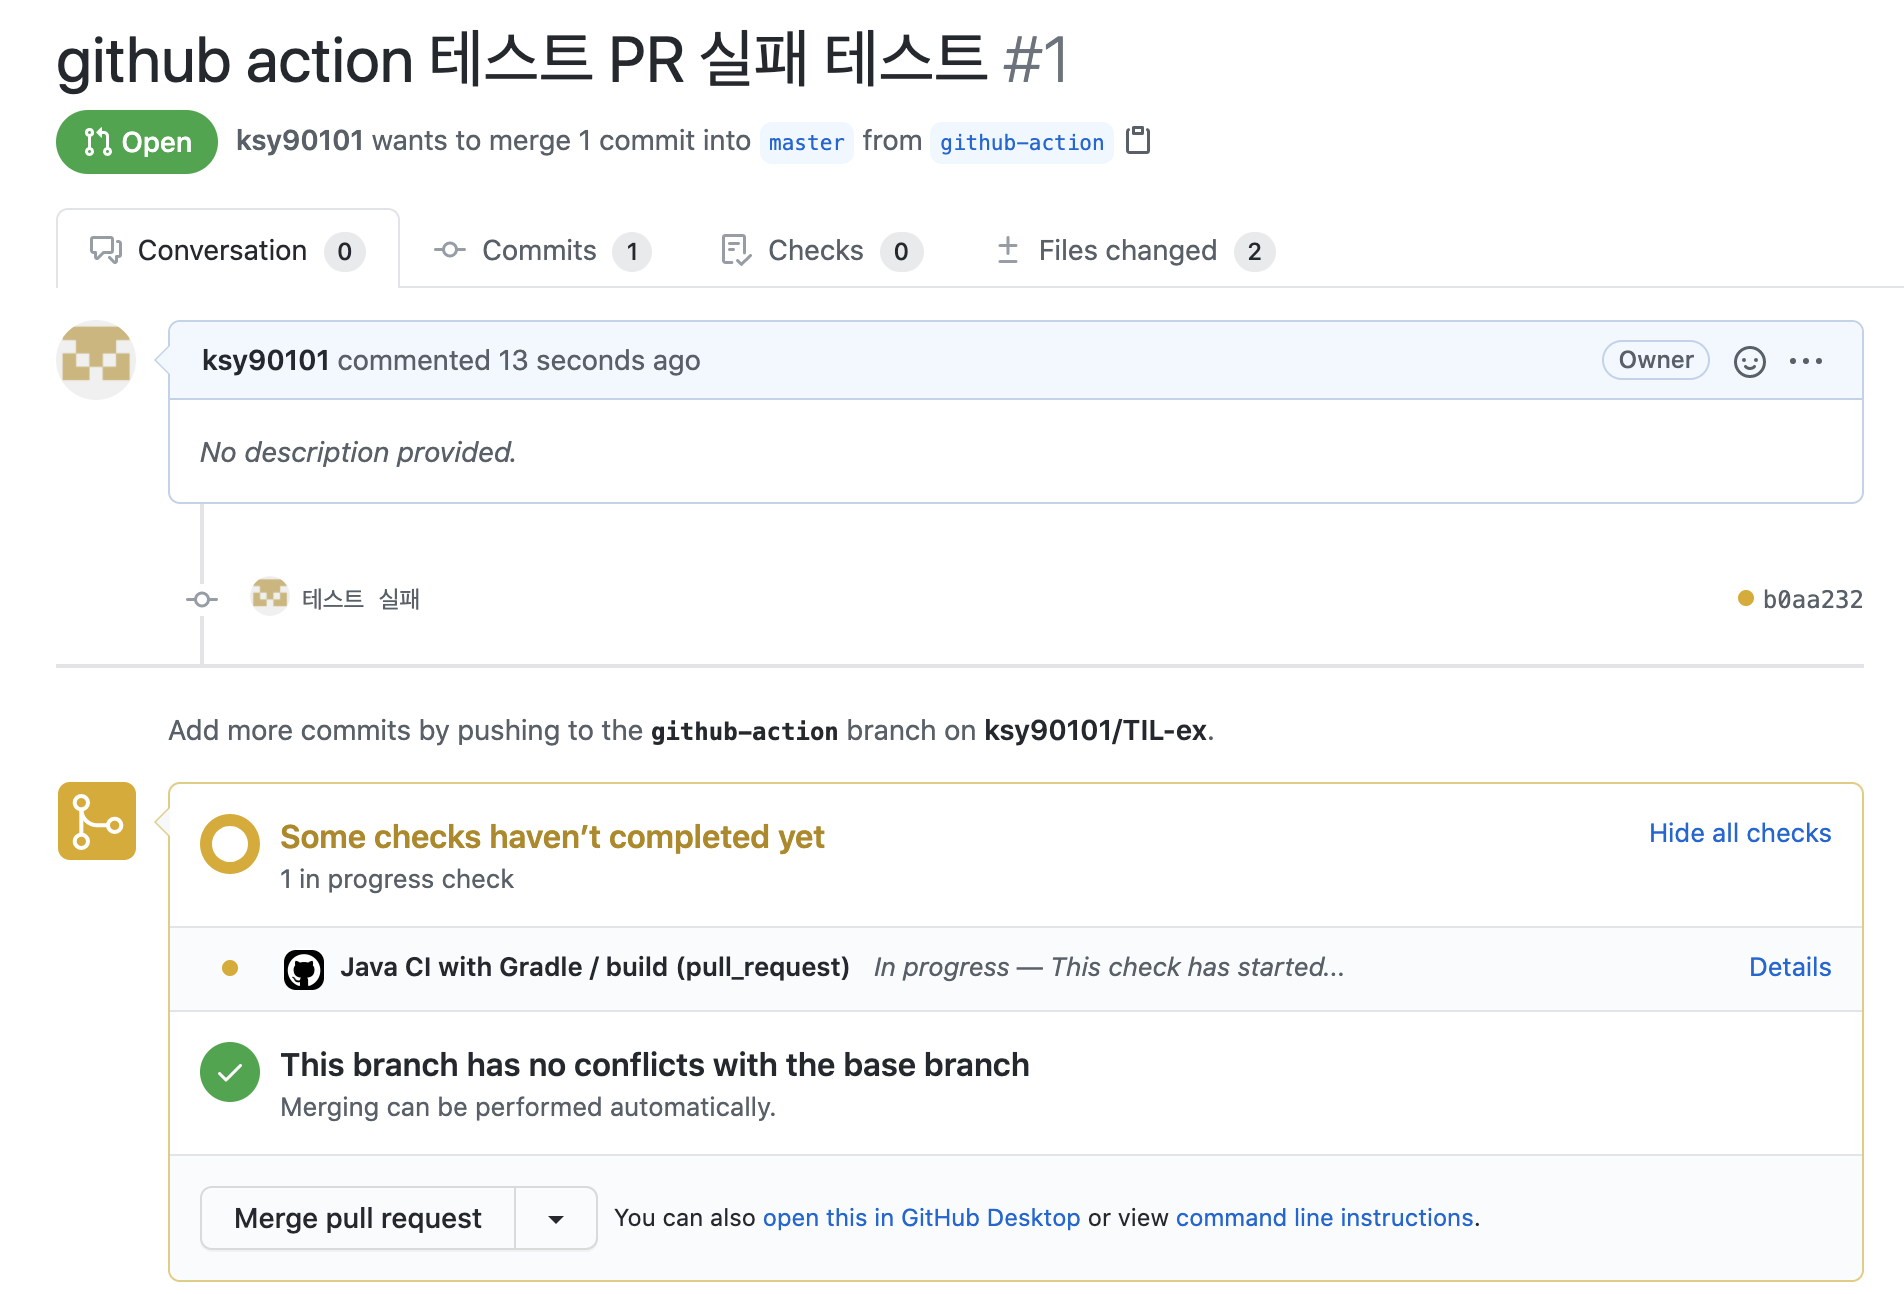 github action 테스트 PR 실패 테스트 #1
Open ksy90101 wants to merge 1 commit into master from github-action
Conversation 0 Commits 1 Checks 0 Files changed 2
ksy90101 commented 13 seconds ago Owner
No description provided.
테스트 실패 b0aa232
Add more commits by pushing to the github-action branch on ksy90101/TIL-ex.
Some checks haven’t completed yet Hide all checks
1 in progress check
Java CI with Gradle / build (pull_request) In progress — This check has started... Details
This branch has no conflicts with the base branch
Merging can be performed automatically.
Merge pull request You can also open this in GitHub Desktop or view command line instructions.